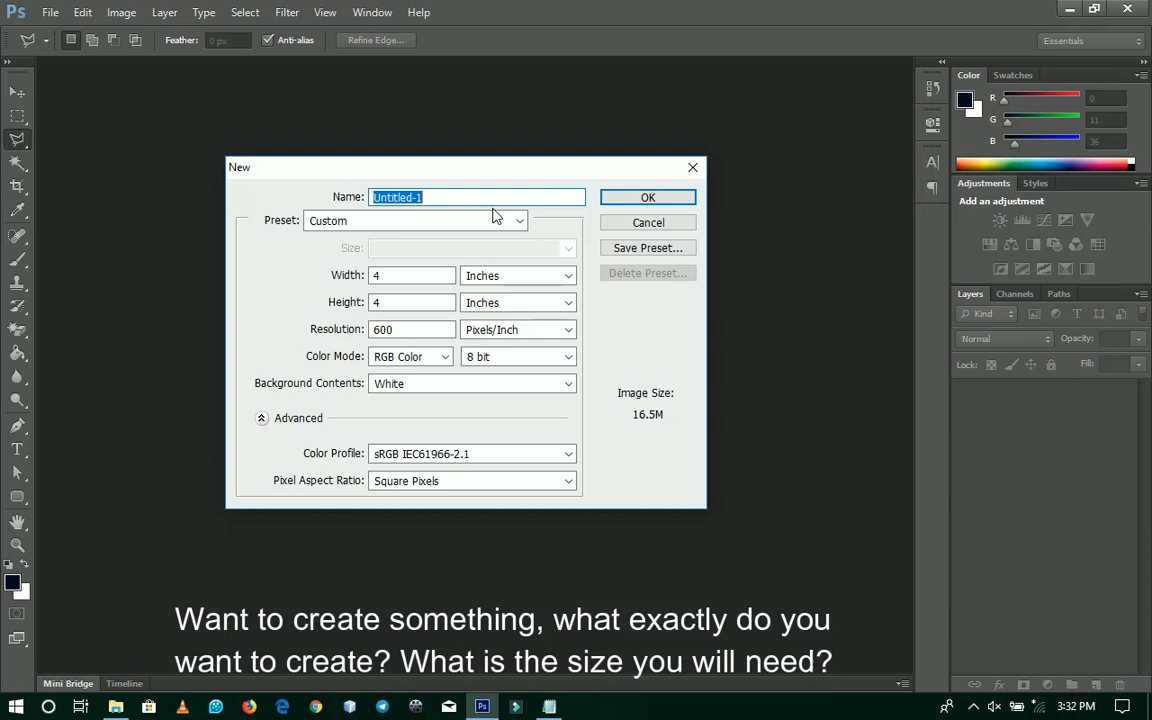 Ps File Edit Image Layer Type Select Filter View Window Help
Feather: 0 px Anti-alias Refine Edge... Essentials
Color Swatches
R 0
G 11
B 36
Adjustments Styles
Add an adjustment
Layers Channels Paths
Kind
Normal Opacity:
Lock: Fill:
New
Name: Untitled-1 OK
Preset: Custom Cancel
Size: Save Preset...
Width: 4 Inches Delete Preset...
Height: 4 Inches
Resolution: 600 Pixels/Inch
Color Mode: RGB Color 8 bit
Background Contents: White
Image Size:
16.5M
Advanced
Color Profile: sRGB IEC61966-2.1
Pixel Aspect Ratio: Square Pixels
Want to create something, what exactly do you
want to create? What is the size you will need?
Mini Bridge Timeline
Ps 3:32 PM